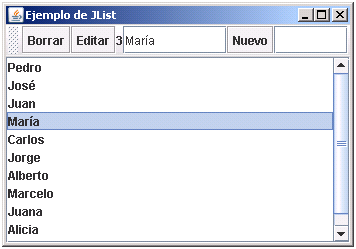 Ejemplo de JList
Borrar Editar 3 María Nuevo
Pedro
José
Juan
María
Carlos
Jorge
Alberto
Marcelo
Juana
Alicia